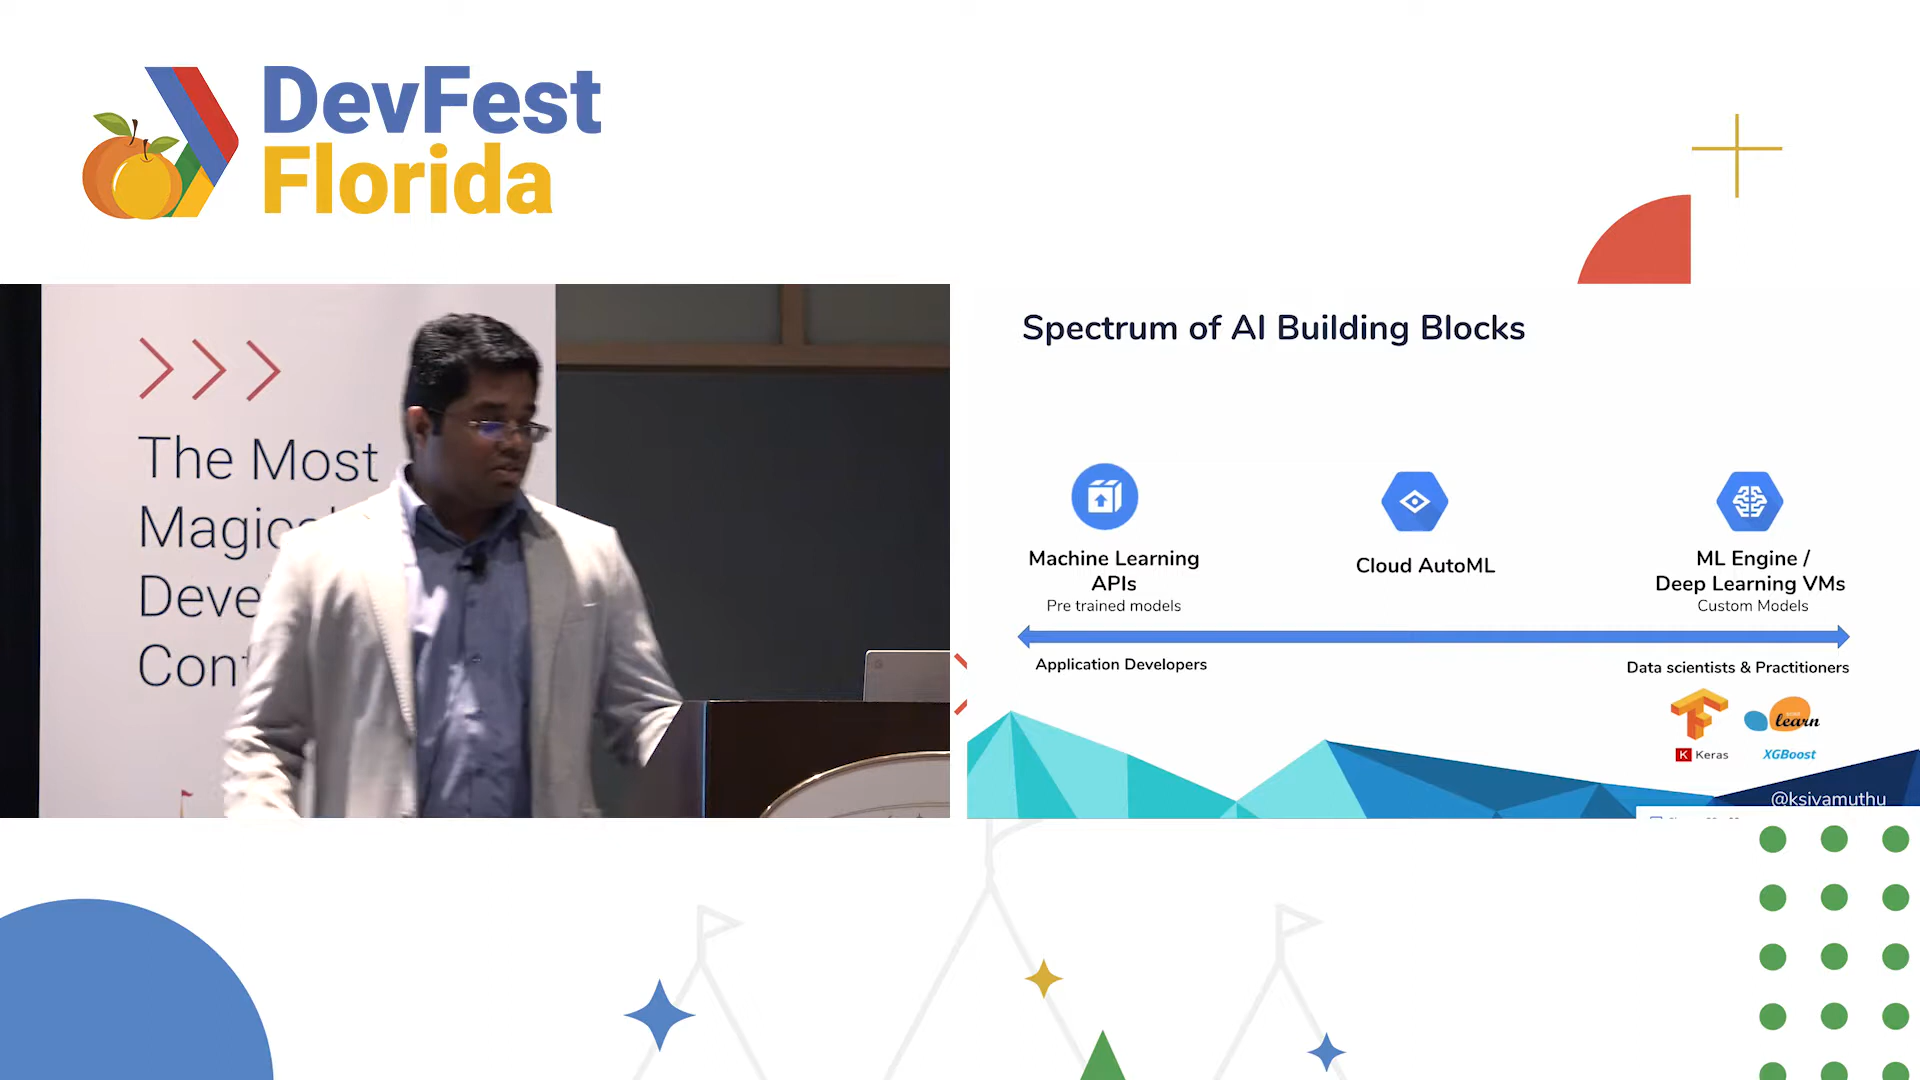 DevFest
Florida
The Most
Magic
Deve
Con
Spectrum of AI Building Blocks
Machine Learning
APIs
Pre trained models
Cloud AutoML
ML Engine /
Deep Learning VMs
Custom Models
Application Developers
Data scientists & Practitioners
learn
K Keras
XGBoost
@ksivamuthu